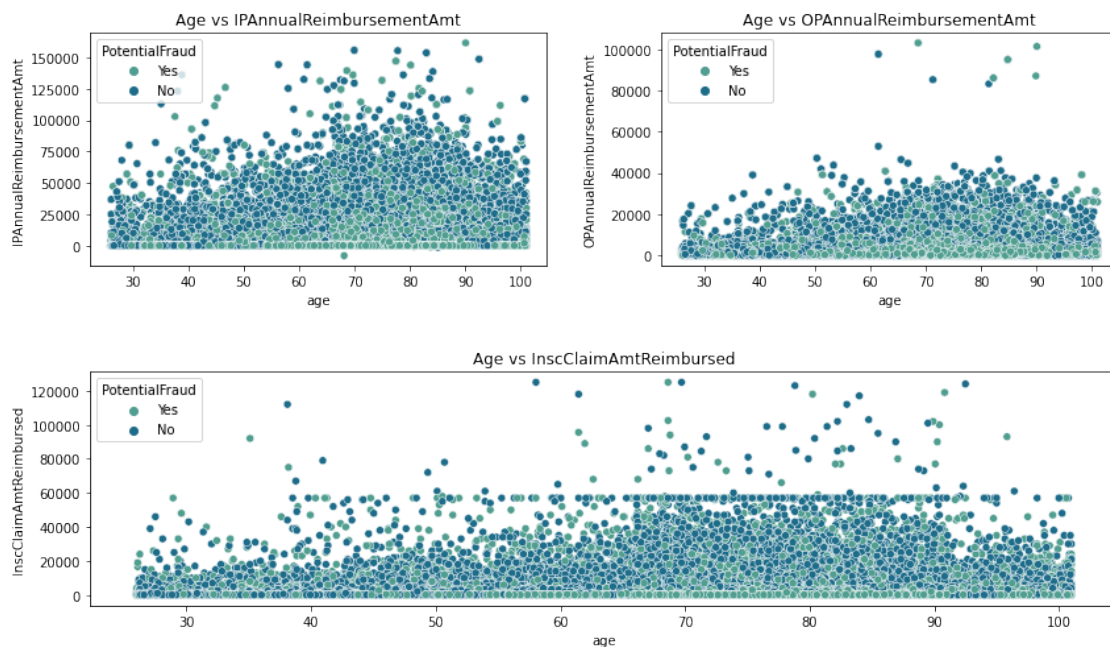 Age vs IPAnnualReimbursementAmt
IPAnnualReimbursementAmt
150000
125000
100000
75000
50000
25000
0
PotentialFraud
Yes
No
30 40 50 60 70 80 90 100
age
Age vs OPAnnualReimbursementAmt
OPAnnualReimbursementAmt
100000
80000
60000
40000
20000
0
PotentialFraud
Yes
No
30 40 50 60 70 80 90 100
age
Age vs InscClaimAmtReimbursed
InscClaimAmtReimbursed
120000
100000
80000
60000
40000
20000
0
PotentialFraud
Yes
No
30 40 50 60 70 80 90 100
age